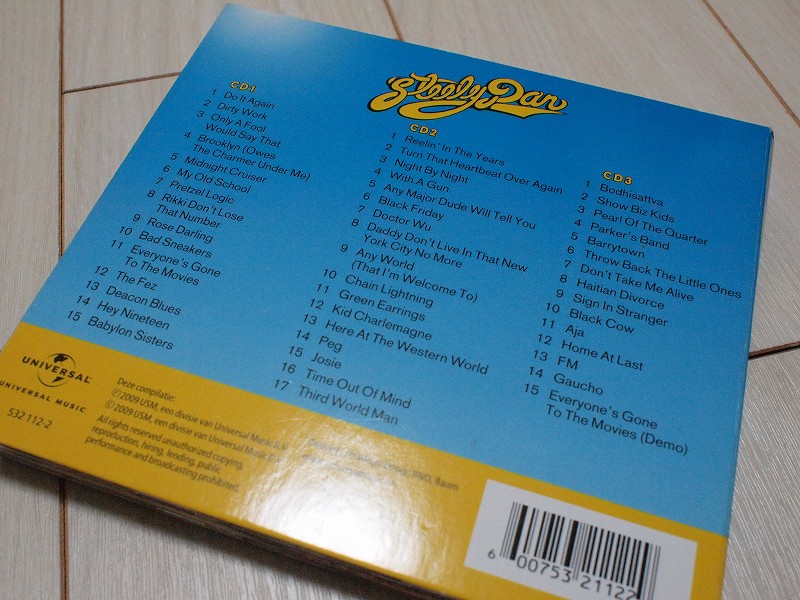 Steely Dan
CD1
1 Do It Again
2 Dirty Work
3 Only A Fool
Would Say That
4 Brooklyn (Owes
The Charmer Under Me)
5 Midnight Cruiser
6 My Old School
7 Pretzel Logic
8 Rikki Don't Lose
That Number
9 Rose Darling
10 Bad Sneakers
11 Everyone's Gone
To The Movies
12 The Fez
13 Deacon Blues
14 Hey Nineteen
15 Babylon Sisters
CD2
1 Reelin' In The Years
2 Turn That Heartbeat Over Again
3 Night By Night
4 With A Gun
5 Any Major Dude Will Tell You
6 Black Friday
7 Doctor Wu
8 Daddy Don't Live In That New
York City No More
9 Any World
(That I'm Welcome To)
10 Chain Lightning
11 Green Earrings
12 Kid Charlemagne
13 Here At The Western World
14 Peg
15 Josie
16 Time Out Of Mind
17 Third World Man
CD3
1 Bodhisattva
2 Show Biz Kids
3 Pearl Of The Quarter
4 Parker's Band
5 Barrytown
6 Throw Back The Little Ones
7 Don't Take Me Alive
8 Haitian Divorce
9 Sign In Stranger
10 Black Cow
11 Aja
12 Home At Last
13 FM
14 Gaucho
15 Everyone's Gone
To The Movies (Demo)
UNIVERSAL
UNIVERSAL MUSIC
532 112-2
Deze compilatie:
℗ 2009 USM, een divisie van Universal Music B.V.
© 2009 USM, een divisie van Universal Music B.V.
All rights reserved unauthorized copying,
reproduction, hiring, lending, public
performance and broadcasting prohibited.
Baarn
6 00753 21122